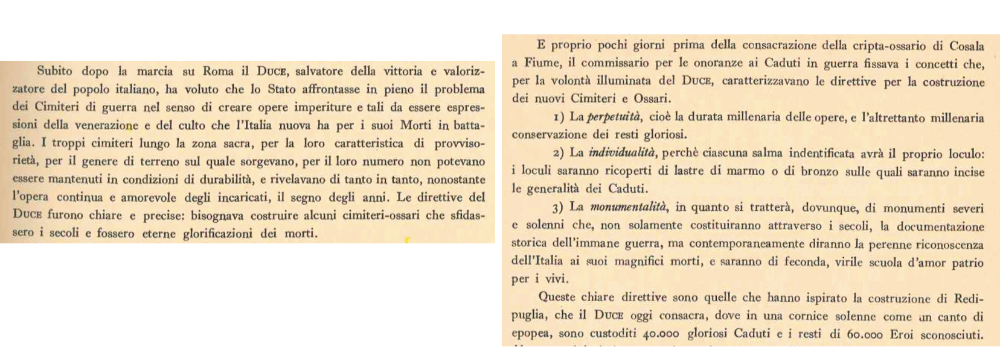 Subito dopo la marcia su Roma il DUCE, salvatore della vittoria e valoriz-
zatore del popolo italiano, ha voluto che lo Stato affrontasse in pieno il problema
dei Cimiteri di guerra nel senso di creare opere imperiture e tali da essere espres-
sioni della venerazione e del culto che l'Italia nuova ha per i suoi Morti in batta-
glia. I troppi cimiteri lungo la zona sacra, per la loro caratteristica di provviso-
rietà, per il genere di terreno sul quale sorgevano, per il loro numero non potevano
essere mantenuti in condizioni di durabilità, e rivelavano di tanto in tanto, nonostante
l'opera continua e amorevole degli incaricati, il segno degli anni. Le direttive del
DUCE furono chiare e precise: bisognava costruire alcuni cimiteri-ossari che sfidas-
sero i secoli e fossero eterne glorificazioni dei morti.
E proprio pochi giorni prima della consacrazione della cripta-ossario di Cosala
a Fiume, il commissario per le onoranze ai Caduti in guerra fissava i concetti che,
per la volontà illuminata del DUCE, caratterizzavano le direttive per la costruzione
dei nuovi Cimiteri e Ossari.
1) La perpetuità, cioè la durata millenaria delle opere, e l'altrettanto millenaria
conservazione dei resti gloriosi.
2) La individualità, perchè ciascuna salma indentificata avrà il proprio loculo:
i loculi saranno ricoperti di lastre di marmo o di bronzo sulle quali saranno incise
le generalità dei Caduti.
3) La monumentalità, in quanto si tratterà, dovunque, di monumenti severi
e solenni che, non solamente costituiranno attraverso i secoli, la documentazione
storica dell'immane guerra, ma contemporaneamente diranno la perenne riconoscenza
dell'Italia ai suoi magnifici morti, e saranno di feconda, virile scuola d'amor patrio
per i vivi.
Queste chiare direttive sono quelle che hanno ispirato la costruzione di Redi-
puglia, che il DUCE oggi consacra, dove in una cornice solenne come un canto di
epopea, sono custoditi 40.000 gloriosi Caduti e i resti di 60.000 Eroi sconosciuti.